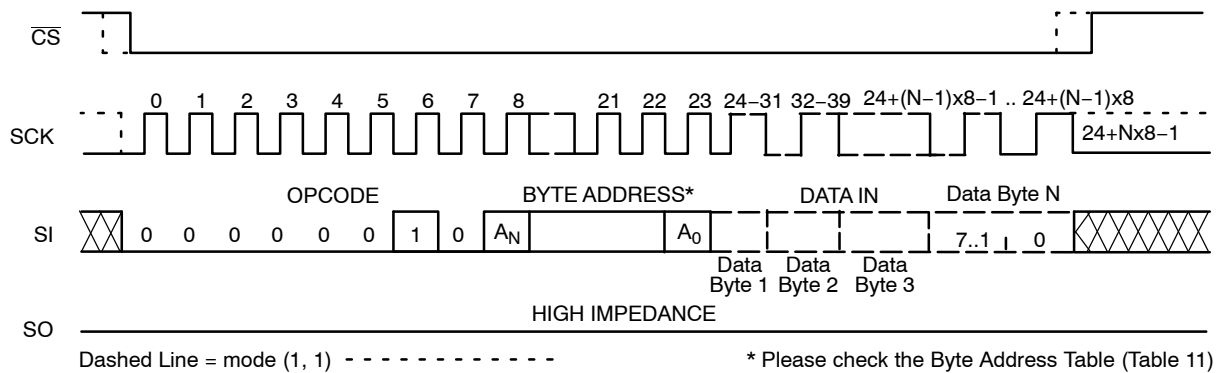 CS
0 1 2 3 4 5 6 7 8 21 22 23 24−31 32−39 24+(N−1)x8−1 .. 24+(N−1)x8
SCK
24+Nx8−1
OPCODE
BYTE ADDRESS*
DATA IN
Data Byte N
SI
0 0 0 0 0 0 1 0 AN A0 7..1 0
Data Byte 1
Data Byte 2
Data Byte 3
HIGH IMPEDANCE
SO
Dashed Line = mode (1, 1)
* Please check the Byte Address Table (Table 11)